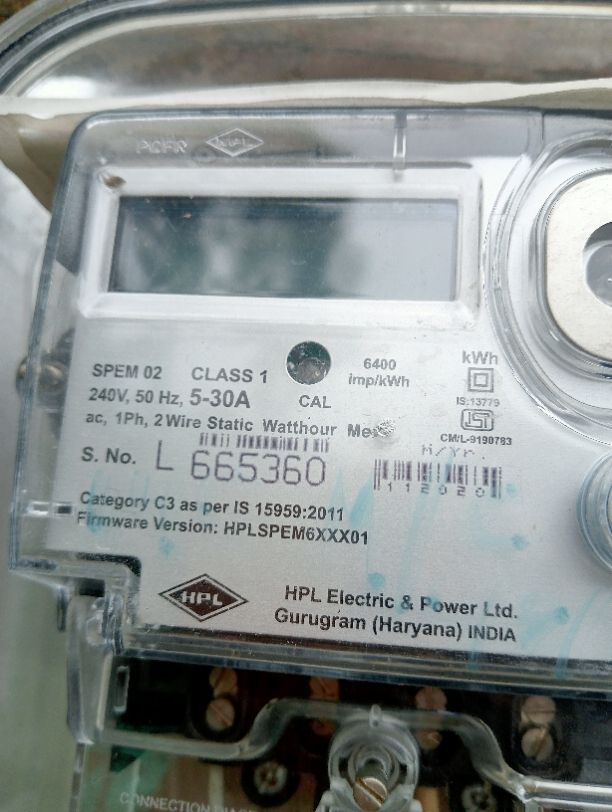 SPEM 02 CLASS 1
240V, 50 Hz, 5-30A
CAL
6400
imp/kWh
kWh
IS:13779
CM/L-9190783
ac, 1Ph, 2 Wire Static Watthour
S. No. L 665360
M/Yr.
112020
Category C3 as per IS 15959:2011
Firmware Version: HPLSPEM6XXX01
HPL
HPL Electric & Power Ltd.
Gurugram (Haryana) INDIA
CONNECTION